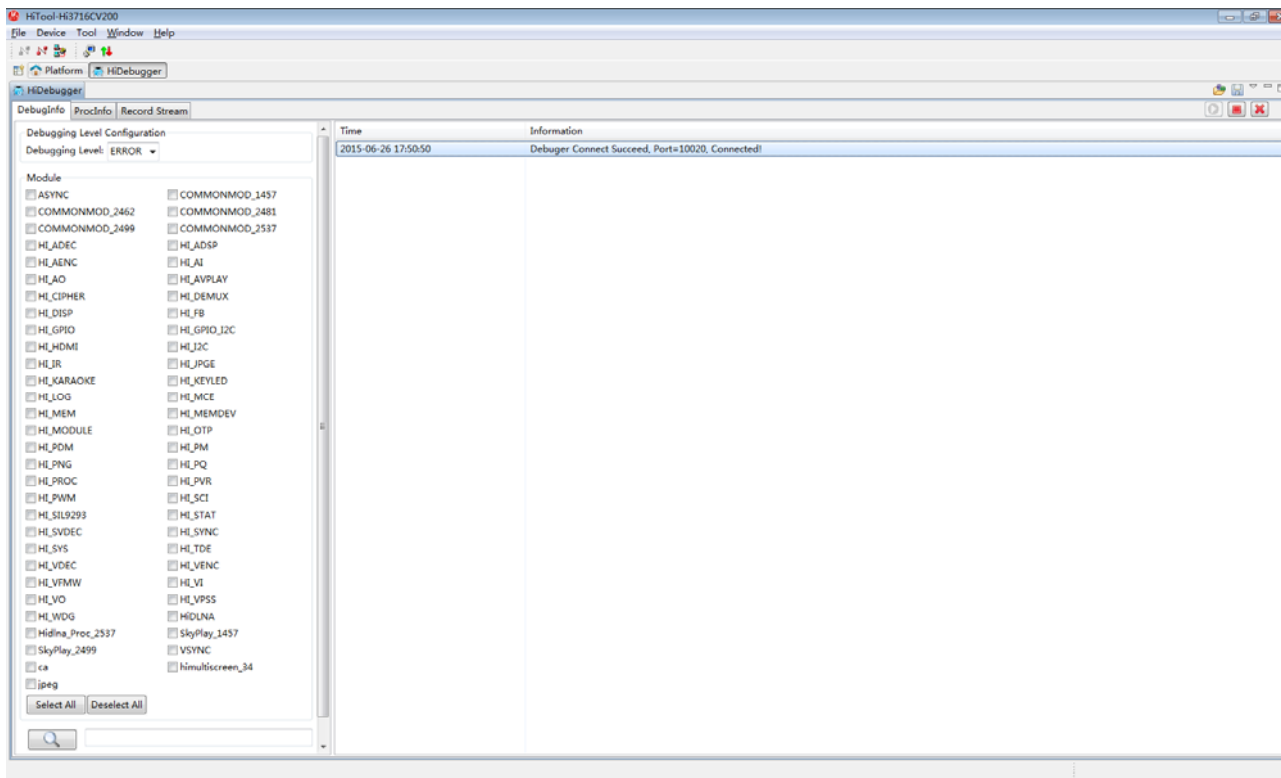 HiTool-Hi3716CV200
File Device Tool Window Help
Platform HiDebugger
HiDebugger
DebugInfo ProcInfo Record Stream
Debugging Level Configuration
Debugging Level: ERROR
Module
ASYNC COMMONMOD_1457
COMMONMOD_2462 COMMONMOD_2481
COMMONMOD_2499 COMMONMOD_2537
HI_ADEC HI_ADSP
HI_AENC HI_AI
HI_AO HI_AVPLAY
HI_CIPHER HI_DEMUX
HI_DISP HI_FB
HI_GPIO HI_GPIO_I2C
HI_HDMI HI_I2C
HI_IR HI_JPGE
HI_KARAOKE HI_KEYLED
HI_LOG HI_MCE
HI_MEM HI_MEMDEV
HI_MODULE HI_OTP
HI_PDM HI_PM
HI_PNG HI_PQ
HI_PROC HI_PVR
HI_PWM HI_SCI
HI_SIL9293 HI_STAT
HI_SVDEC HI_SYNC
HI_SYS HI_TDE
HI_VDEC HI_VENC
HI_VFMW HI_VI
HI_VO HI_VPSS
HI_WDG HiDLNA
Hidlna_Proc_2537 SkyPlay_1457
SkyPlay_2499 VSYNC
ca himultiscreen_34
jpeg
Select All Deselect All
Time Information
2015-06-26 17:50:50 Debuger Connect Succeed, Port=10020, Connected!